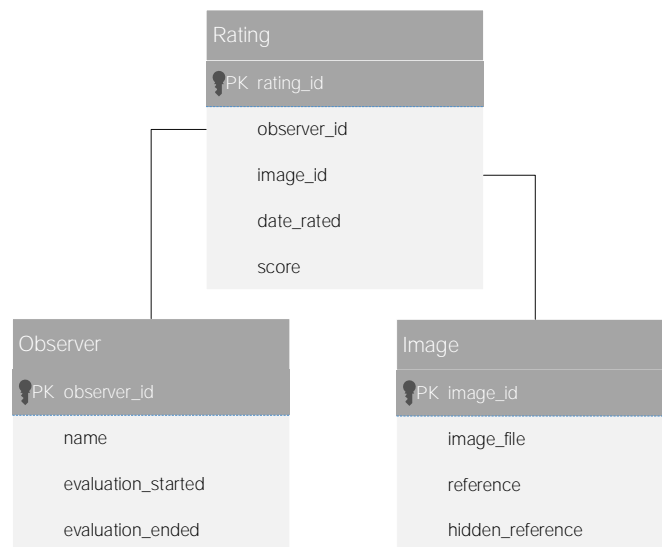 Rating
PK rating_id
observer_id
image_id
date_rated
score
Observer
PK observer_id
name
evaluation_started
evaluation_ended
Image
PK image_id
image_file
reference
hidden_reference